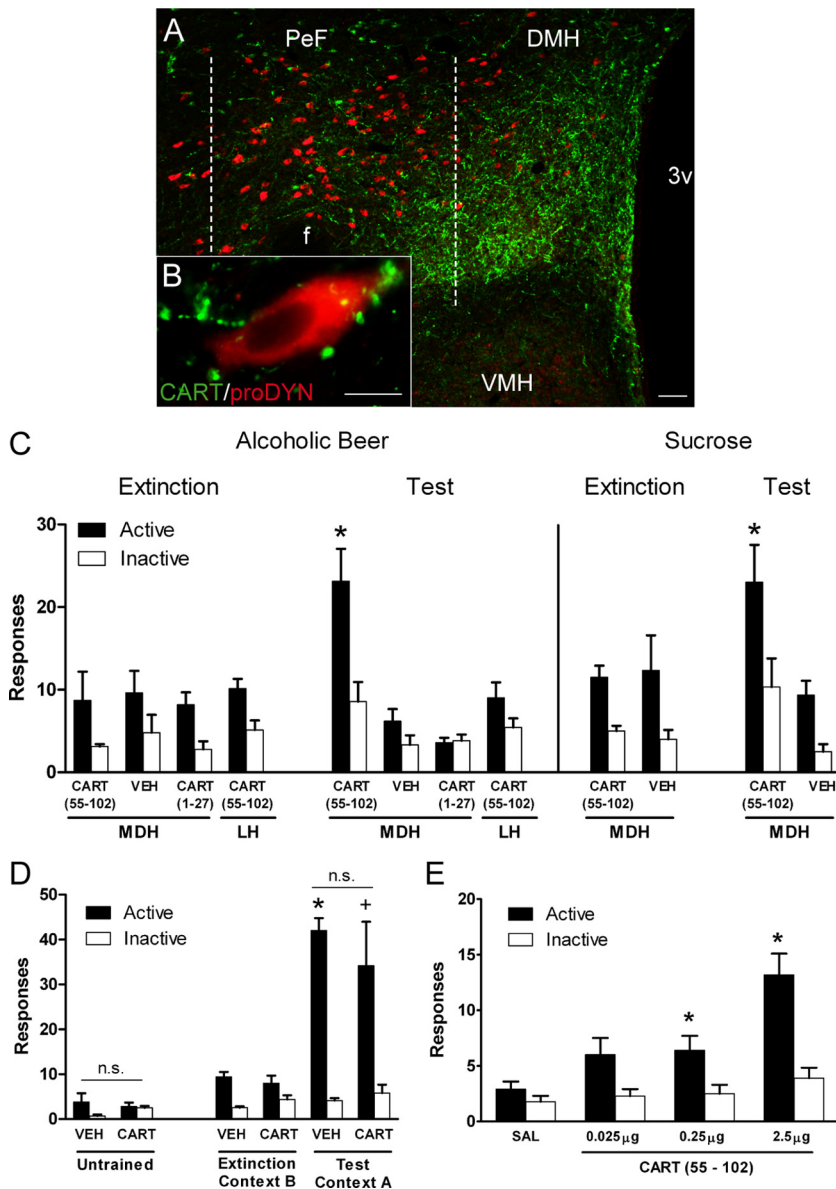 A
PeF
DMH
3v
f
B
CART/proDYN
VMH
C
Alcoholic Beer
Sucrose
Extinction
Test
Extinction
Test
Active
Inactive
30
20
10
0
Responses
*
*
CART (55-102)
VEH
CART (1-27)
CART (55-102)
CART (55-102)
VEH
CART (1-27)
CART (55-102)
CART (55-102)
VEH
CART (55-102)
VEH
MDH
LH
MDH
LH
MDH
MDH
D
n.s.
Active
Inactive
50
40
30
20
10
0
Responses
n.s.
*
+
VEH
CART
VEH
CART
VEH
CART
Untrained
Extinction
Context B
Test
Context A
E
Active
Inactive
20
15
10
5
0
Responses
*
*
SAL
0.025μg
0.25μg
2.5μg
CART (55 - 102)